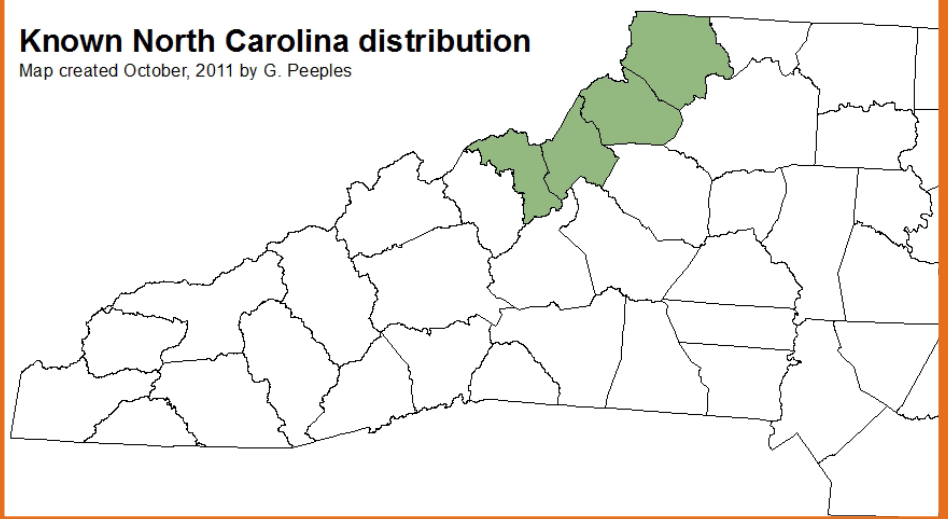 Known North Carolina distribution
Map created October, 2011 by G. Peeples